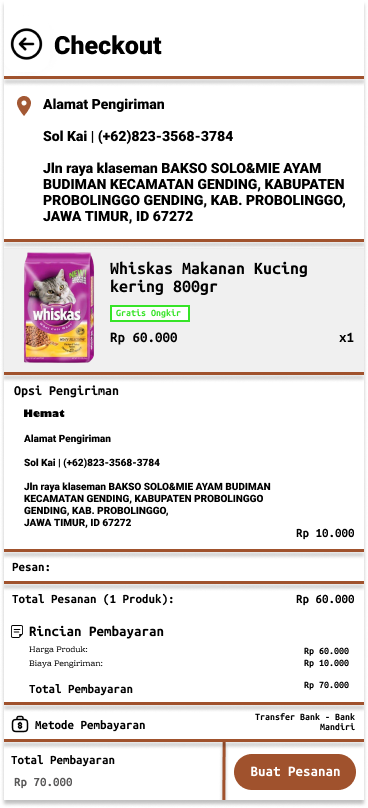 Checkout
Alamat Pengiriman
Sol Kai | (+62)823-3568-3784
Jln raya klaseman BAKSO SOLO&MIE AYAM
BUDIMAN KECAMATAN GENDING, KABUPATEN
PROBOLINGGO GENDING, KAB. PROBOLINGGO,
JAWA TIMUR, ID 67272
whiskas
Whiskas Makanan Kucing
kering 800gr
Gratis Ongkir
Rp 60.000 x1
Opsi Pengiriman
Hemat
Alamat Pengiriman
Sol Kai | (+62)823-3568-3784
Jln raya klaseman BAKSO SOLO&MIE AYAM BUDIMAN
KECAMATAN GENDING, KABUPATEN PROBOLINGGO
GENDING, KAB. PROBOLINGGO,
JAWA TIMUR, ID 67272
Rp 10.000
Pesan:
Total Pesanan (1 Produk): Rp 60.000
Rincian Pembayaran
Harga Produk: Rp 60.000
Biaya Pengiriman: Rp 10.000
Total Pembayaran Rp 70.000
Metode Pembayaran
Transfer Bank - Bank
Mandiri
Total Pembayaran
Rp 70.000
Buat Pesanan